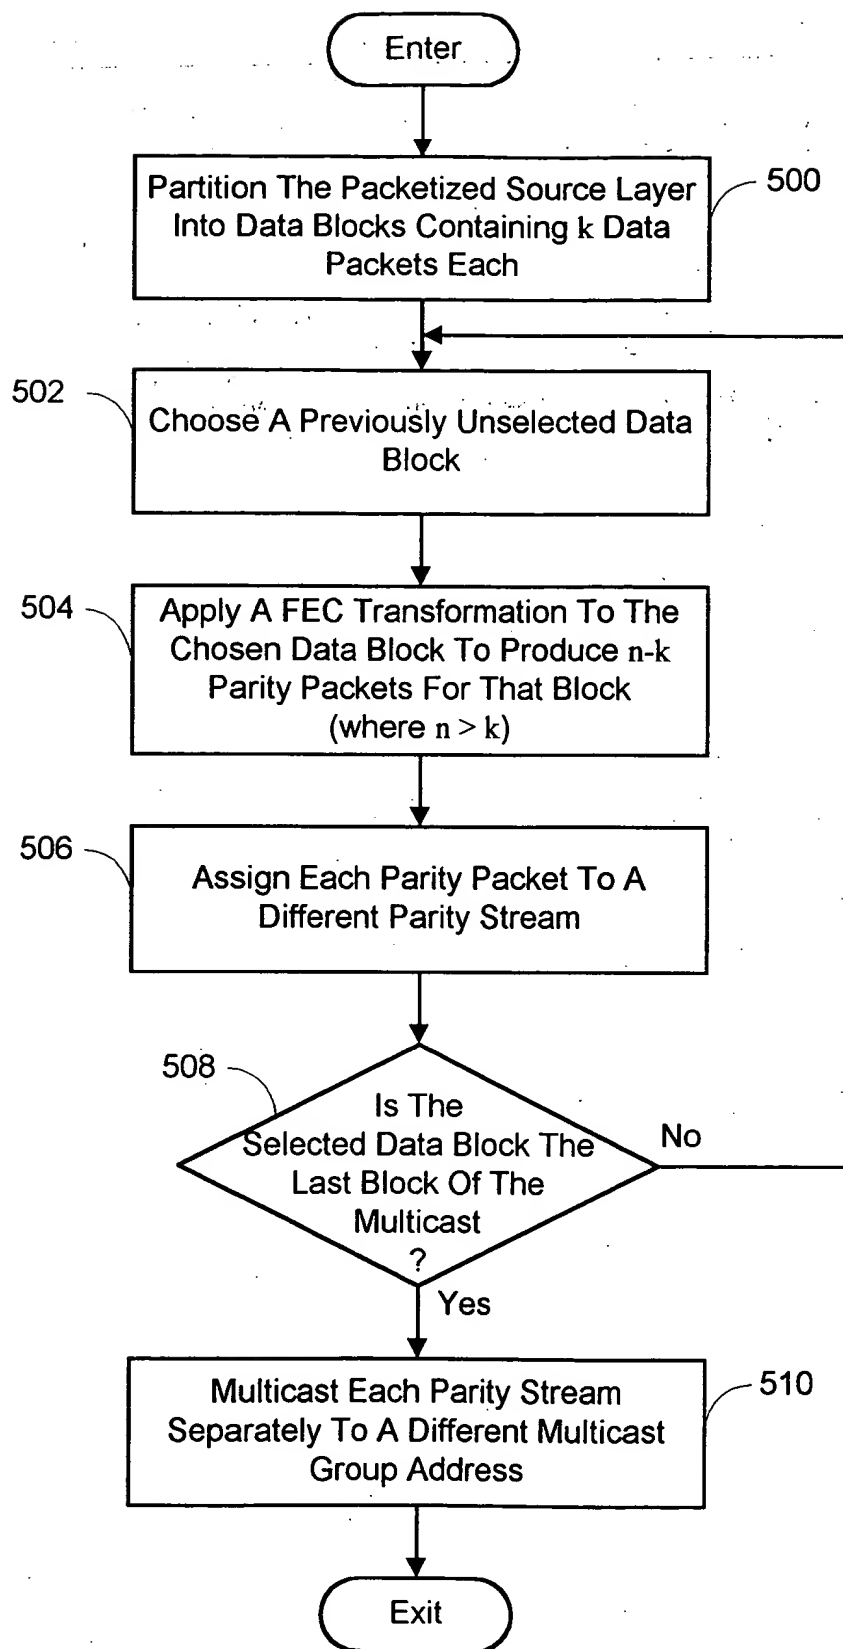 Enter
Partition The Packetized Source Layer
Into Data Blocks Containing k Data
Packets Each
500
502
Choose A Previously Unselected Data
Block
504
Apply A FEC Transformation To The
Chosen Data Block To Produce n-k
Parity Packets For That Block
(where n > k)
506
Assign Each Parity Packet To A
Different Parity Stream
508
Is The
Selected Data Block The
Last Block Of The
Multicast
?
No
Yes
Multicast Each Parity Stream
Separately To A Different Multicast
Group Address
510
Exit